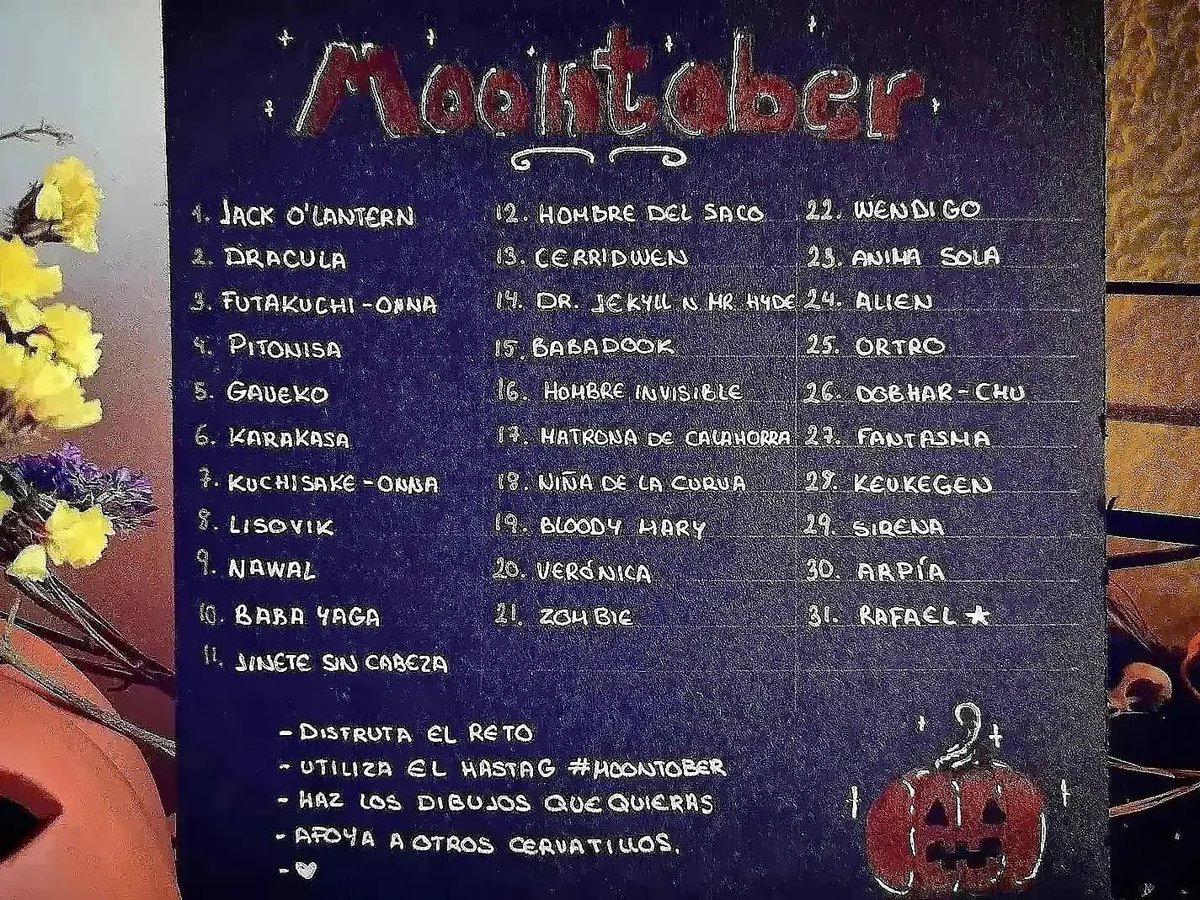 Moontober
1. JACK O'LANTERN
2. DRACULA
3. FUTAKUCHI-ONNA
4. PITONISA
5. GAUEKO
6. KARAKASA
7. KUCHISAKE-ONNA
8. LISOVIK
9. NAWAL
10. BABA YAGA
11. JINETE SIN CABEZA
12. HOMBRE DEL SACO
13. CERRIDWEN
14. DR. JEKYLL N MR HYDE
15. BABADOOK
16. HOMBRE INVISIBLE
17. MATRONA DE CALAHORRA
18. NIÑA DE LA CURVA
19. BLOODY MARY
20. VERÓNICA
21. ZOMBIE
22. WENDIGO
23. ANIMA SOLA
24. ALIEN
25. ORTRO
26. DOBHAR-CHU
27. FANTASMA
28. KEUKEGEN
29. SIRENA
30. ARPÍA
31. RAFAEL ★
- DISFRUTA EL RETO
- UTILIZA EL HASTAG #MOONTOBER
- HAZ LOS DIBUJOS QUE QUIERAS
- APOYA A OTROS CERVATILLOS.
- ♥